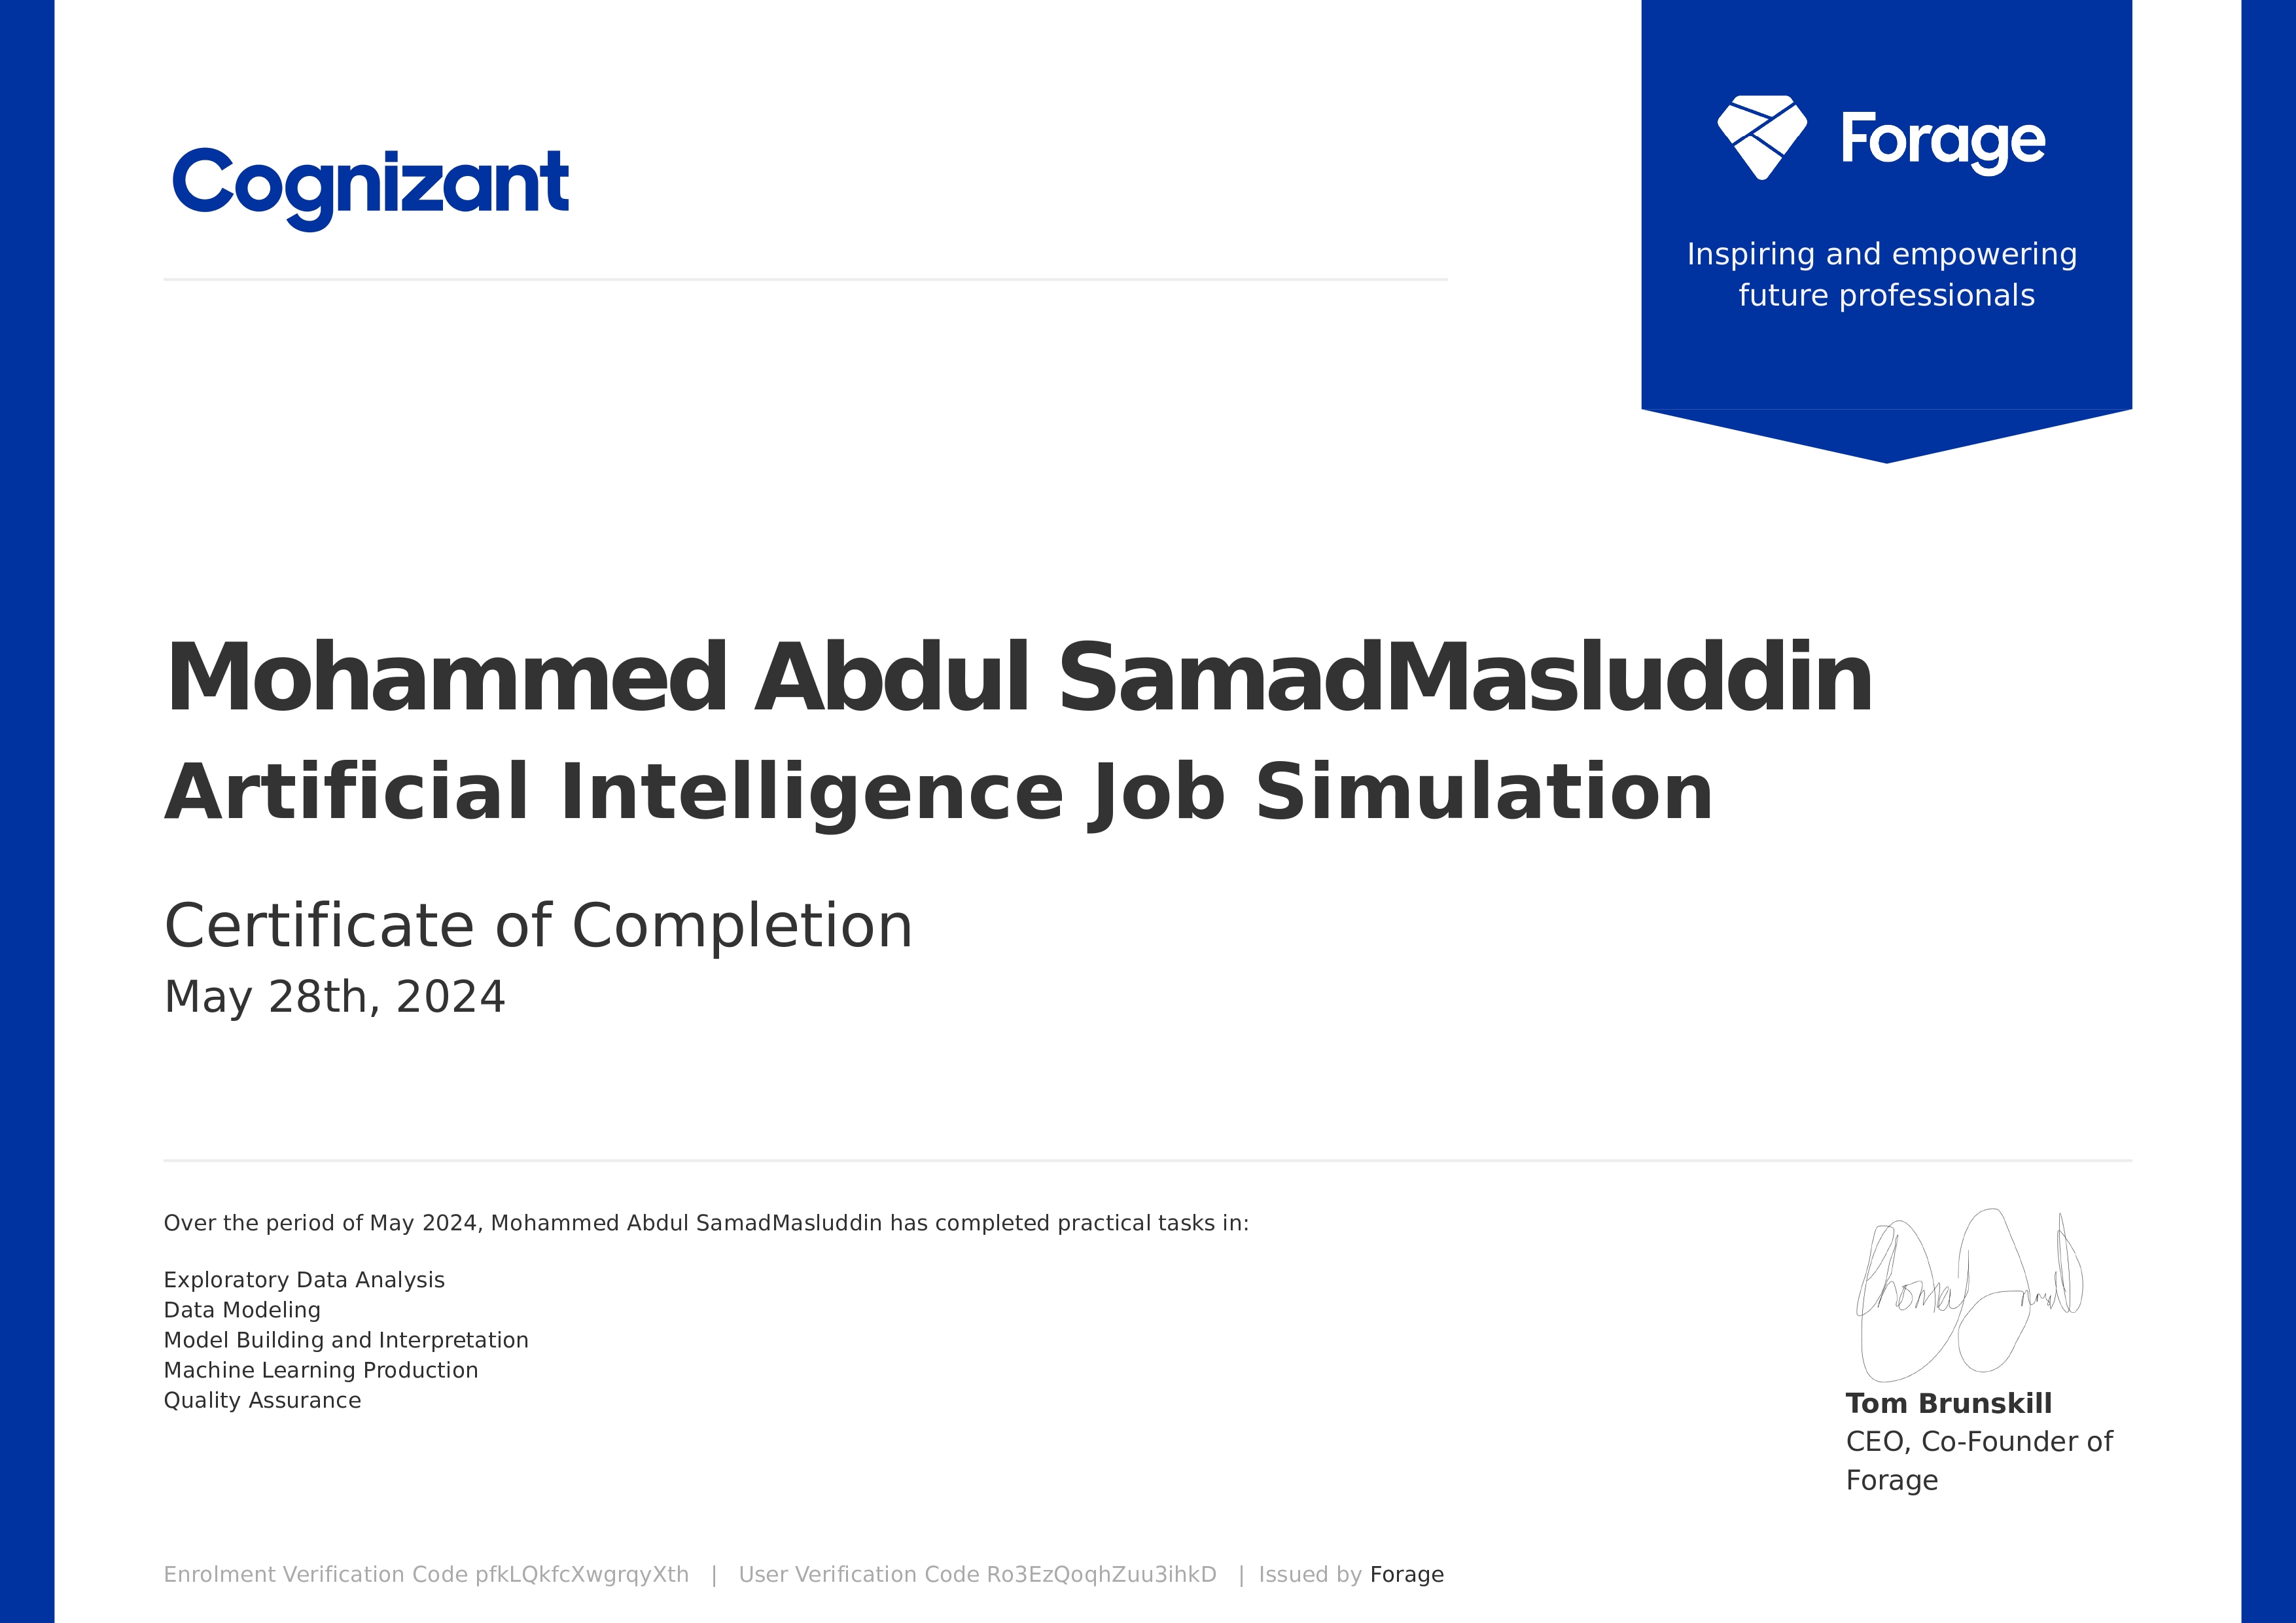 Cognizant
Forage
Inspiring and empowering
future professionals
Mohammed Abdul SamadMasluddin
Artificial Intelligence Job Simulation
Certificate of Completion
May 28th, 2024
Over the period of May 2024, Mohammed Abdul SamadMasluddin has completed practical tasks in:
Exploratory Data Analysis
Data Modeling
Model Building and Interpretation
Machine Learning Production
Quality Assurance
Tom Brunskill
CEO, Co-Founder of
Forage
Enrolment Verification Code pfkLQkfcXwgrqyXth | User Verification Code Ro3EzQoqhZuu3ihkD | Issued by Forage